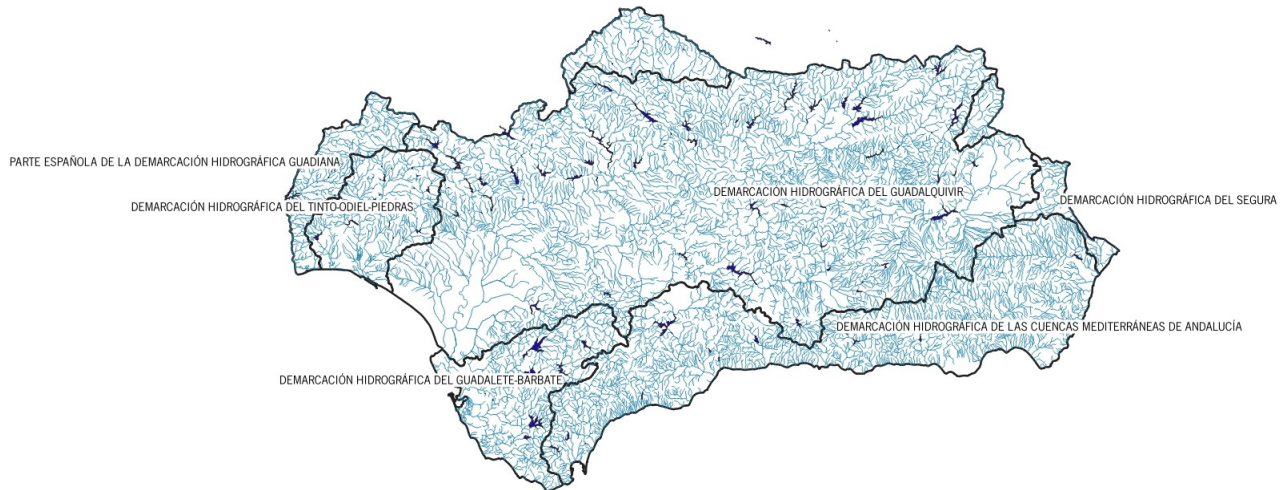 PARTE ESPAÑOLA DE LA DEMARCACIÓN HIDROGRÁFICA GUADIANA
DEMARCACIÓN HIDROGRÁFICA DEL GUADALQUIVIR
DEMARCACIÓN HIDROGRÁFICA DEL SEGURA
DEMARCACIÓN HIDROGRÁFICA DEL TINTO-ODIEL-PIEDRAS
DEMARCACIÓN HIDROGRÁFICA DE LAS CUENCAS MEDITERRÁNEAS DE ANDALUCÍA
DEMARCACIÓN HIDROGRÁFICA DEL GUADALETE-BARBATE